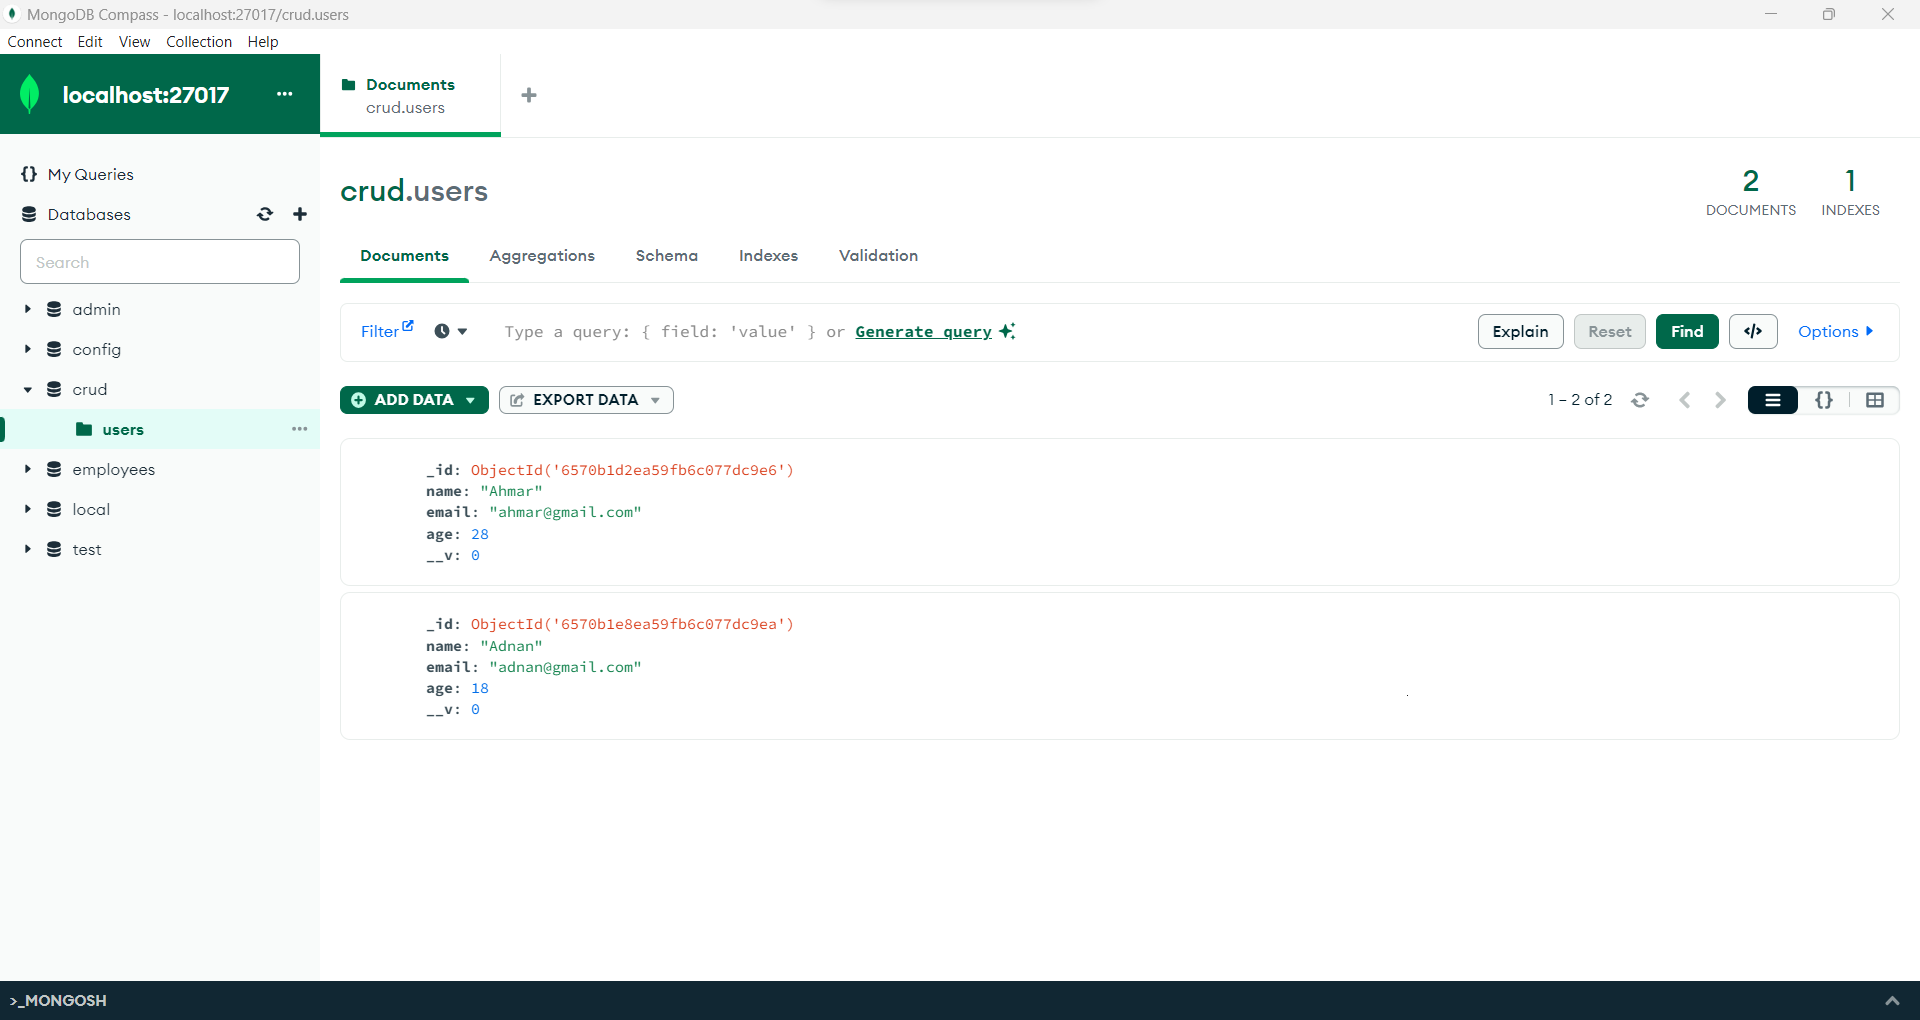 MongoDB Compass - localhost:27017/crud.users
Connect Edit View Collection Help
localhost:27017 ...
Documents
crud.users
+
{} My Queries
Databases
Search
admin
config
crud
users ...
employees
local
test
crud.users
2
DOCUMENTS
1
INDEXES
Documents Aggregations Schema Indexes Validation
Filter Type a query: { field: 'value' } or Generate query Explain Reset Find </> Options
ADD DATA EXPORT DATA 1 – 2 of 2 {}
_id: ObjectId('6570b1d2ea59fb6c077dc9e6')
name: "Ahmar"
email: "ahmar@gmail.com"
age: 28
__v: 0
_id: ObjectId('6570b1e8ea59fb6c077dc9ea')
name: "Adnan"
email: "adnan@gmail.com"
age: 18
__v: 0
>_MONGOSH